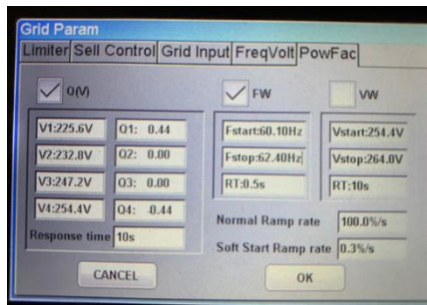 Grid Param
Limiter Sell Control Grid Input FreqVolt PowFac
Q(V) FW VW
V1:225.6V Q1: 0.44 Fstart:60.10Hz Vstart:254.4V
V2:232.8V Q2: 0.00 Fstop:62.40Hz Vstop:264.0V
V3:247.2V Q3: 0.00 RT:0.5s RT:10s
V4:254.4V Q4: -0.44
Normal Ramp rate 100.0%/s
Response time 10s
Soft Start Ramp rate 0.3%/s
CANCEL OK